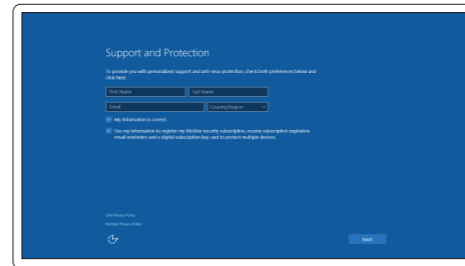 Support and Protection
To provide you with personalized support and anti-virus protection, check both preferences below and
click Next.
First Name
Last Name
Email
Country/Region
My information is correct.
Use my information to register my McAfee security subscription, receive subscription expiration
email reminders and a digital subscription key card to protect multiple devices.
Dell Privacy Policy
McAfee Privacy Policy
Next